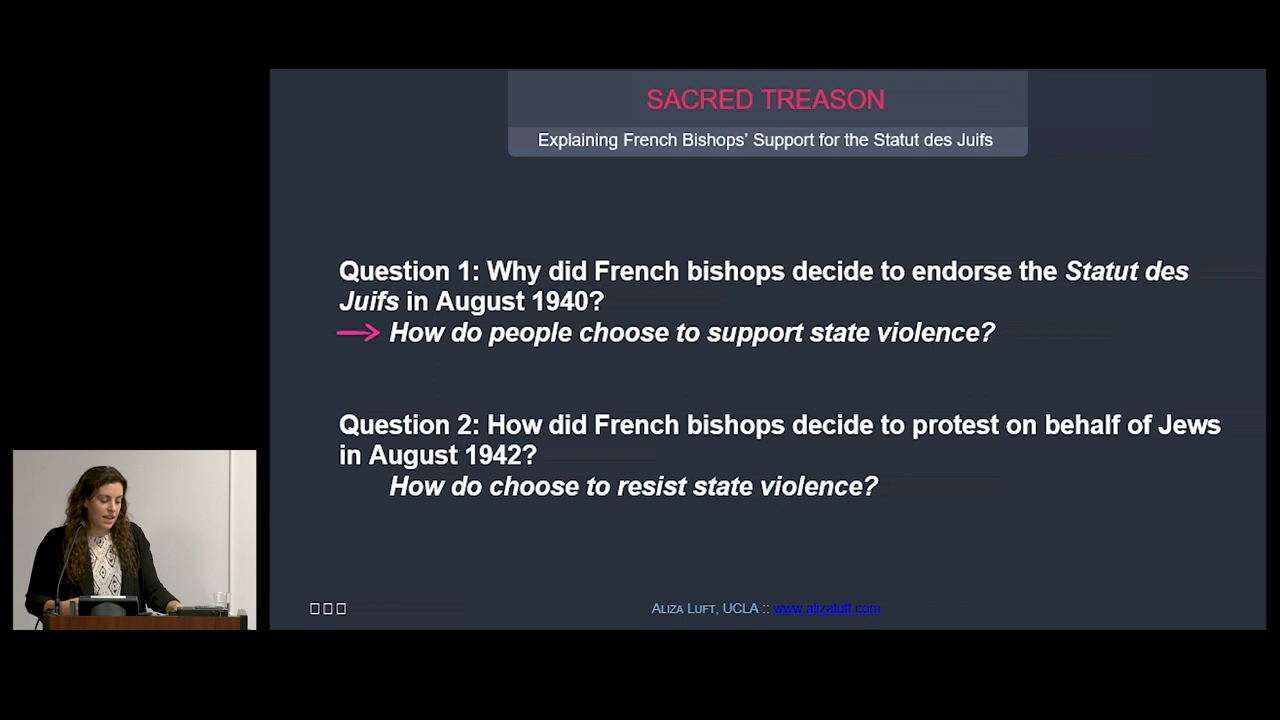 SACRED TREASON
Explaining French Bishops' Support for the Statut des Juifs
Question 1: Why did French bishops decide to endorse the Statut des
Juifs in August 1940?
How do people choose to support state violence?
Question 2: How did French bishops decide to protest on behalf of Jews
in August 1942?
How do choose to resist state violence?
ALIZA LUFT, UCLA :: www.alizaluft.com